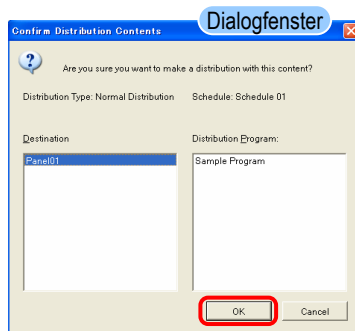 Dialogfenster
Confirm Distribution Contents
Are you sure you want to make a distribution with this content?
Distribution Type: Normal Distribution Schedule: Schedule 01
Destination Distribution Program:
Panel01 Sample Program
OK Cancel